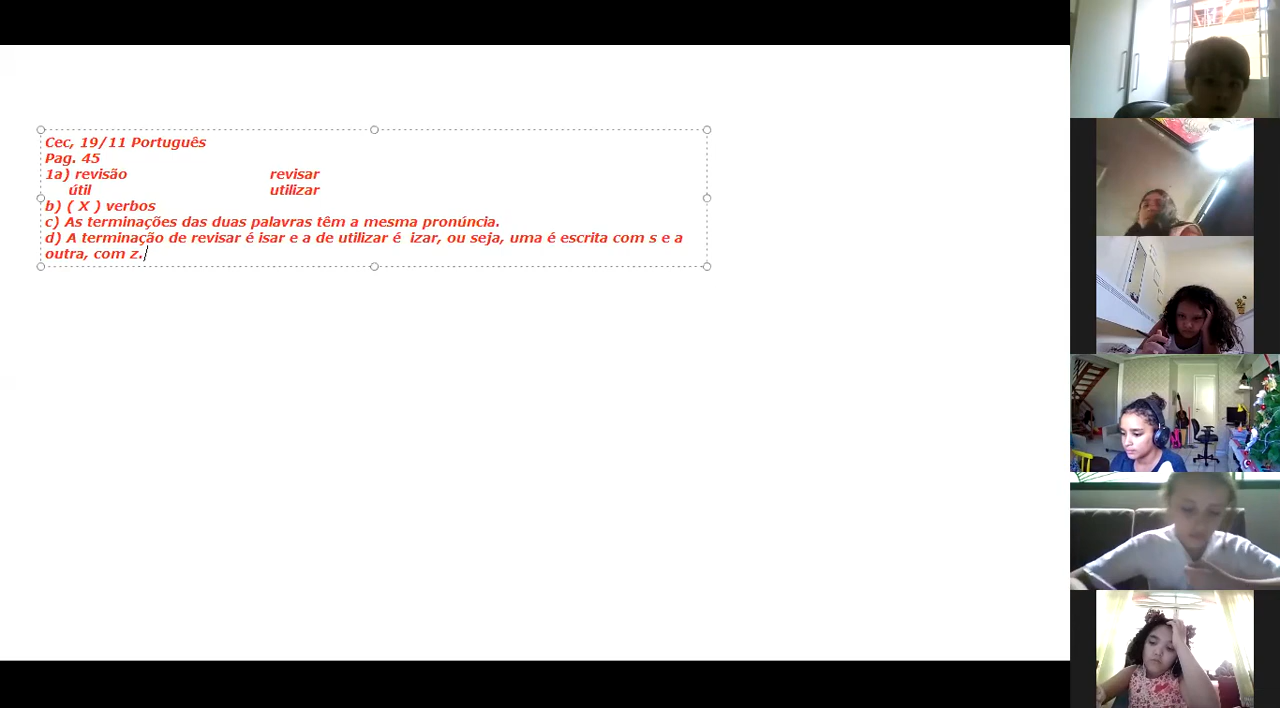 Cec, 19/11 Português
Pag. 45
1a) revisão revisar
útil utilizar
b) ( X ) verbos
c) As terminações das duas palavras têm a mesma pronúncia.
d) A terminação de revisar é isar e a de utilizar é izar, ou seja, uma é escrita com s e a
outra, com z.